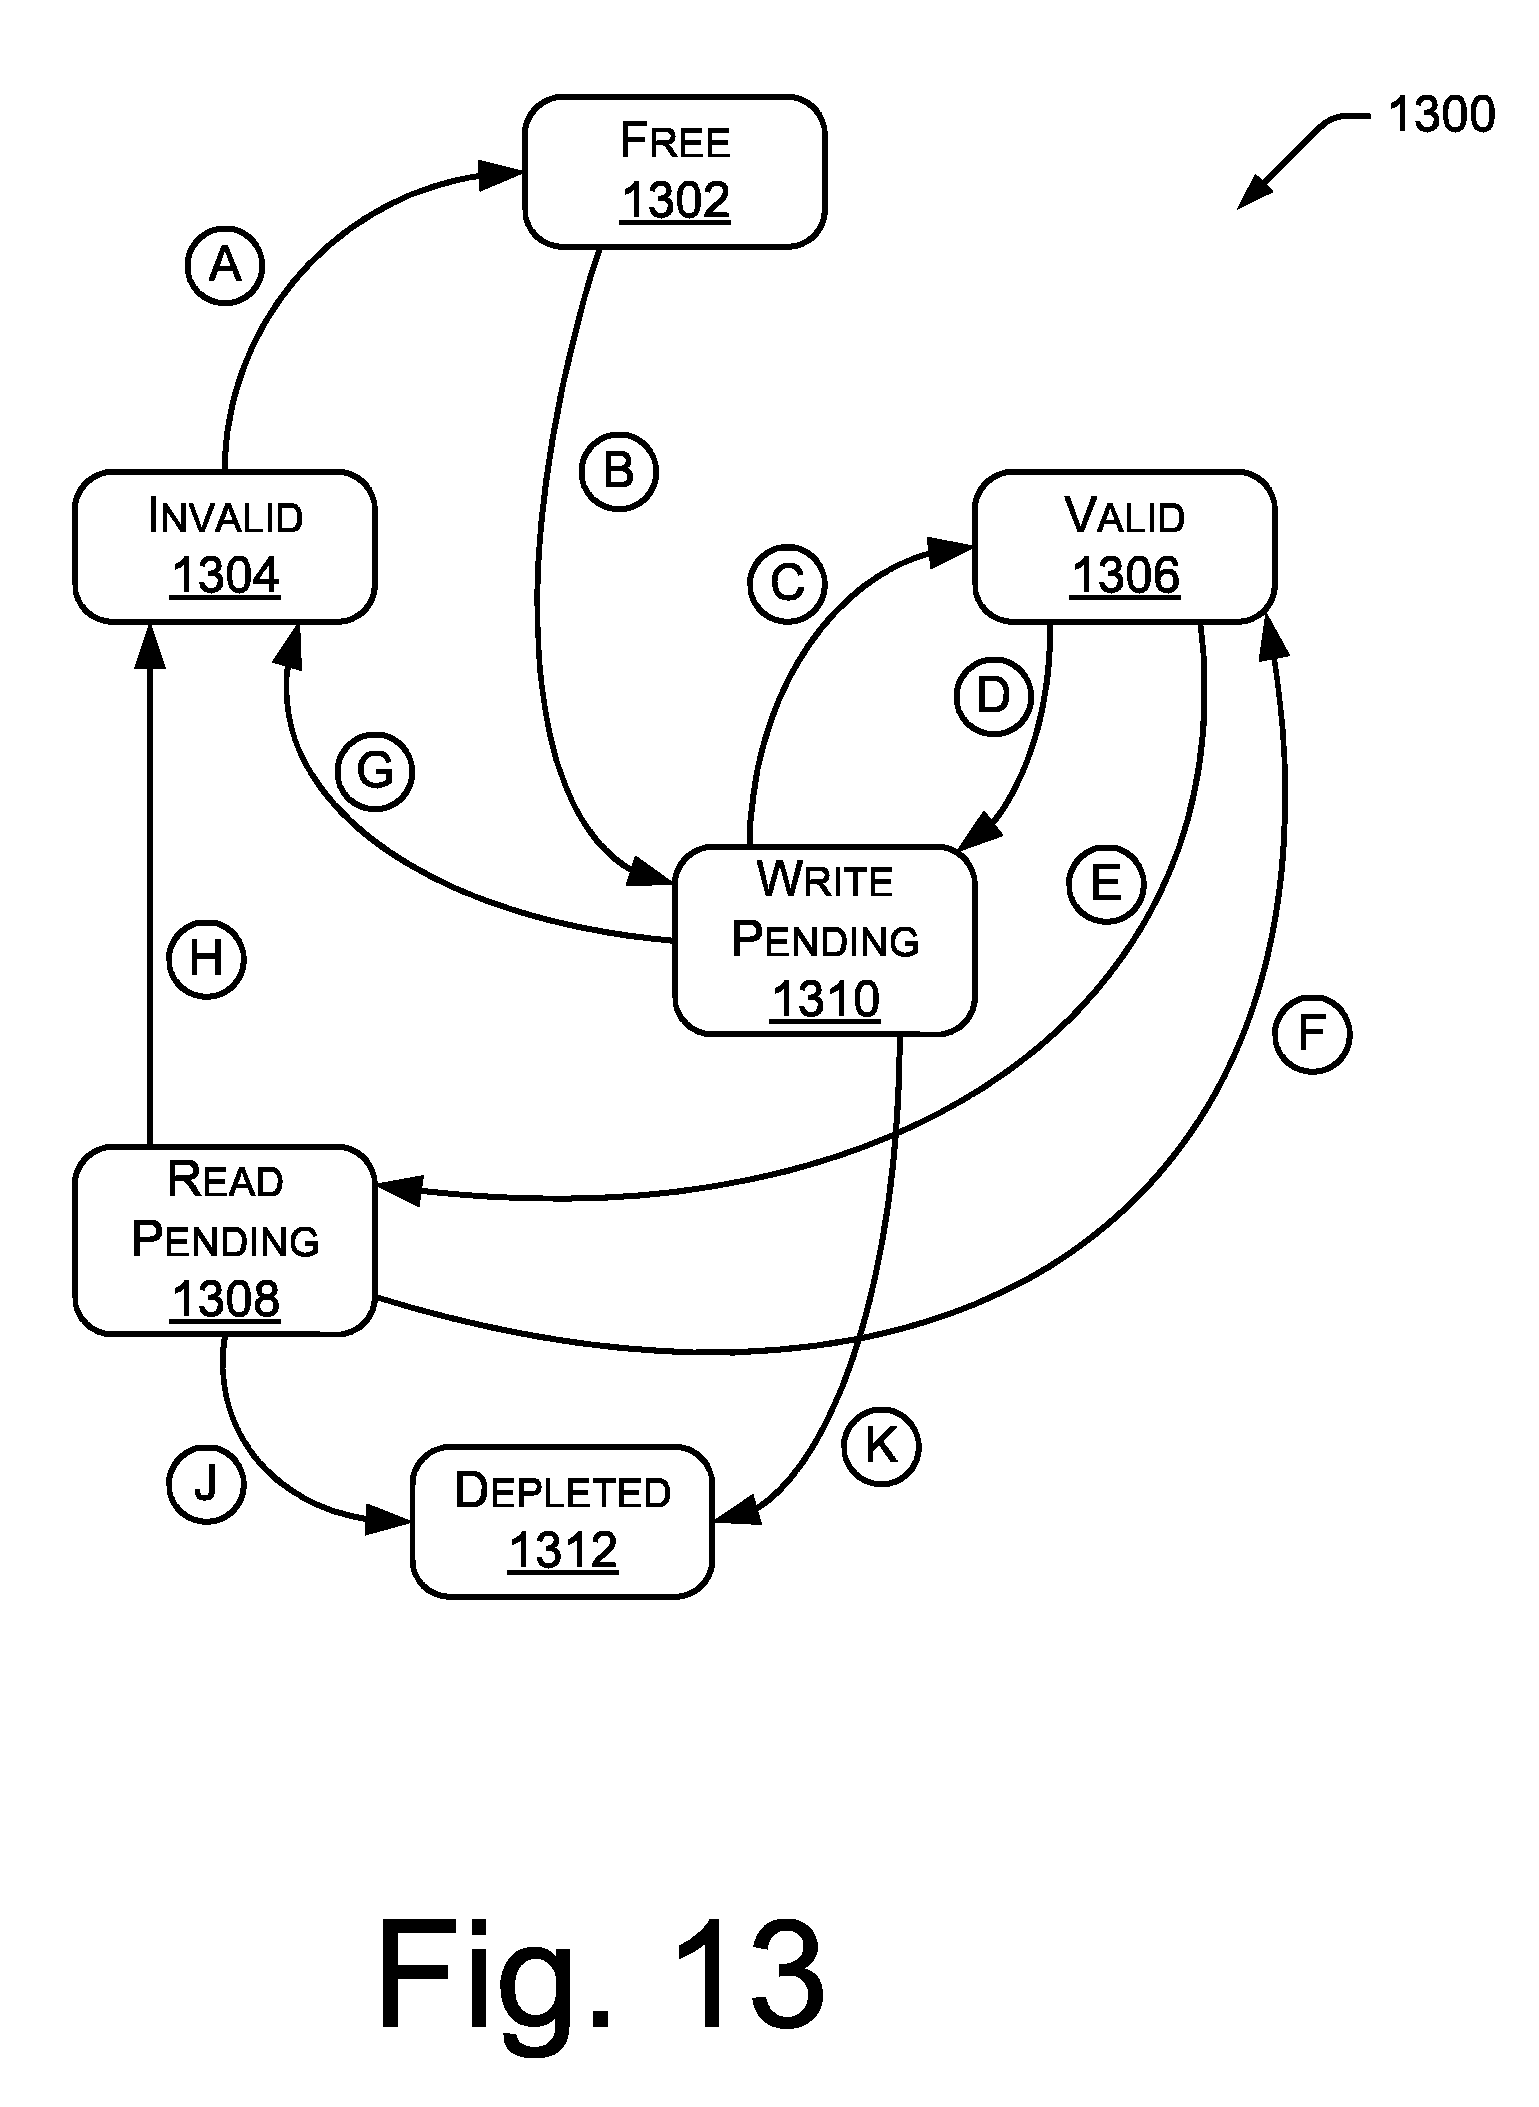 1300
FREE
1302
A
B
INVALID
1304
VALID
1306
C
D
G
WRITE
PENDING
1310
E
H
F
READ
PENDING
1308
K
J
DEPLETED
1312
Fig. 13